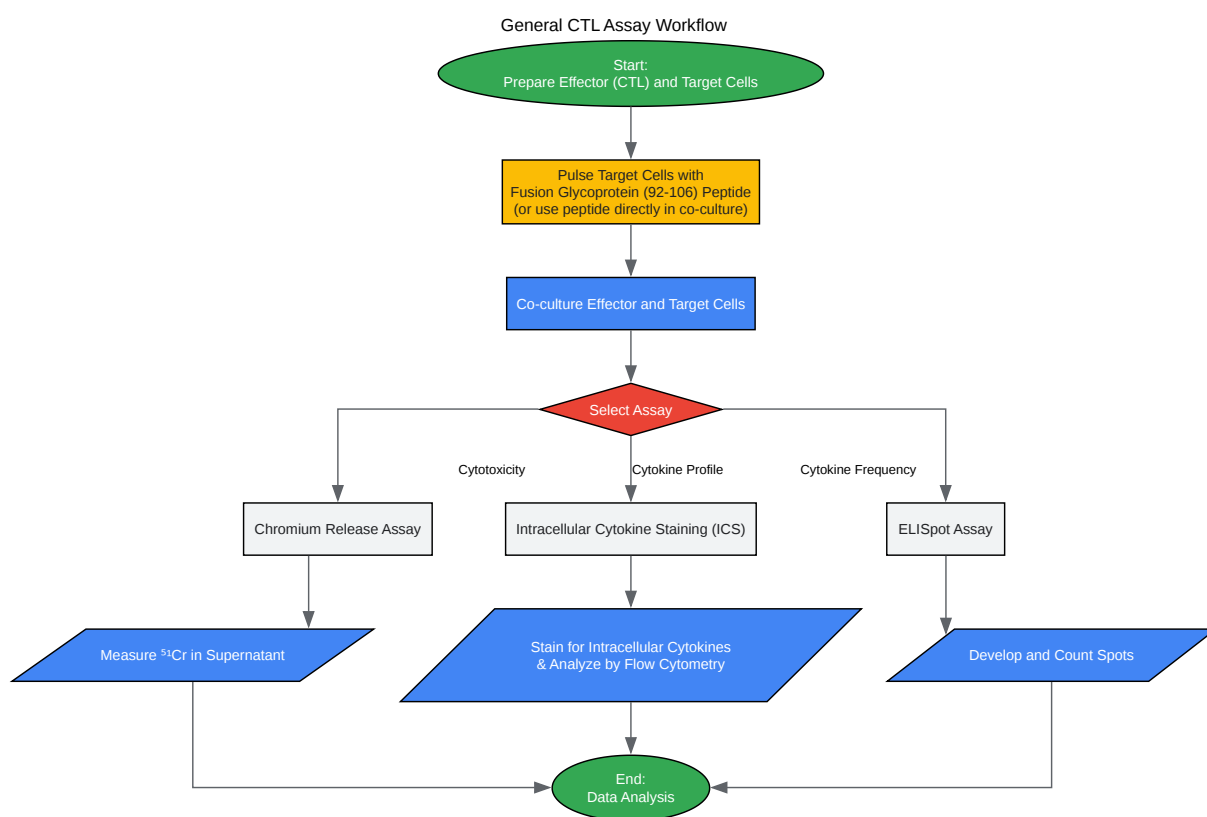 General CTL Assay Workflow
Start:
Prepare Effector (CTL) and Target Cells
Pulse Target Cells with
Fusion Glycoprotein (92-106) Peptide
(or use peptide directly in co-culture)
Co-culture Effector and Target Cells
Select Assay
Cytotoxicity
Cytokine Profile
Cytokine Frequency
Chromium Release Assay
Intracellular Cytokine Staining (ICS)
ELISpot Assay
Measure ⁵¹Cr in Supernatant
Stain for Intracellular Cytokines
& Analyze by Flow Cytometry
Develop and Count Spots
End:
Data Analysis